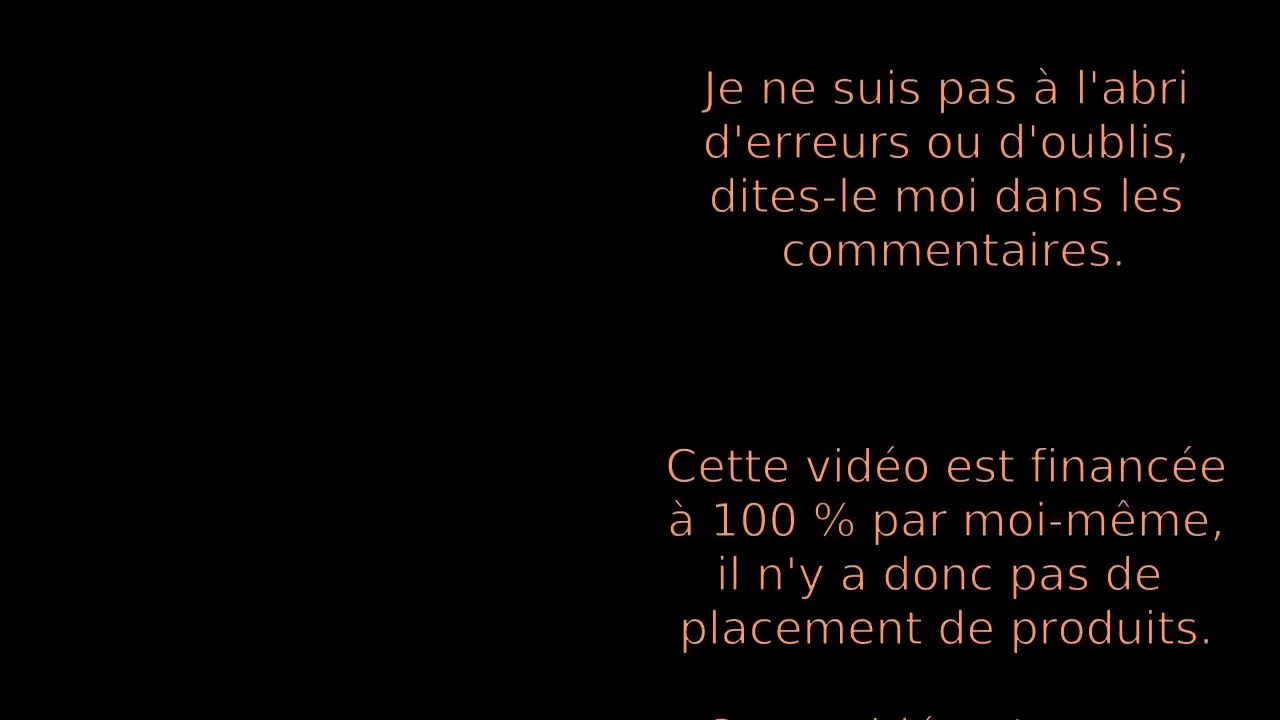 Je ne suis pas à l'abri
d'erreurs ou d'oublis,
dites-le moi dans les
commentaires.
Cette vidéo est financée
à 100 % par moi-même,
il n'y a donc pas de
placement de produits.